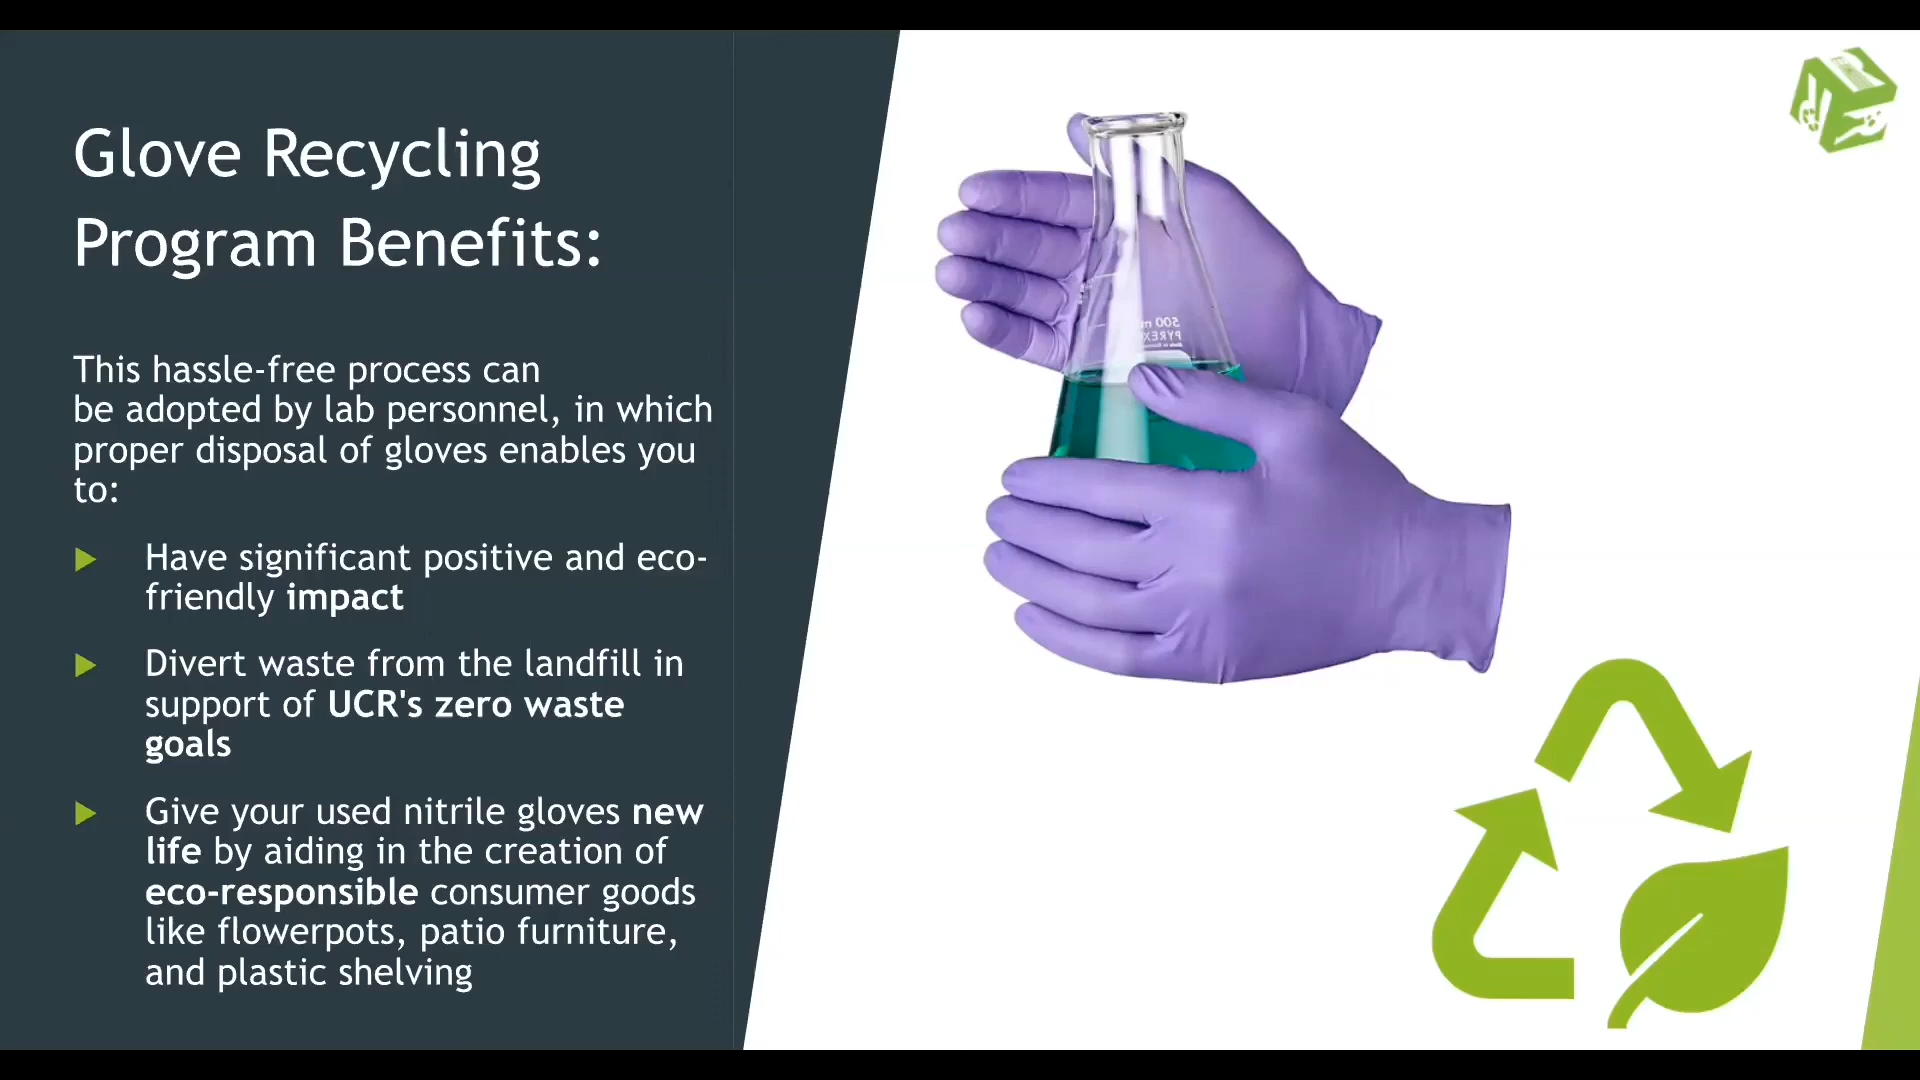 Glove Recycling
Program Benefits:
This hassle-free process can
be adopted by lab personnel, in which
proper disposal of gloves enables you
to:
Have significant positive and eco-
friendly impact
Divert waste from the landfill in
support of UCR's zero waste
goals
Give your used nitrile gloves new
life by aiding in the creation of
eco-responsible consumer goods
like flowerpots, patio furniture,
and plastic shelving
500 m
PYREX